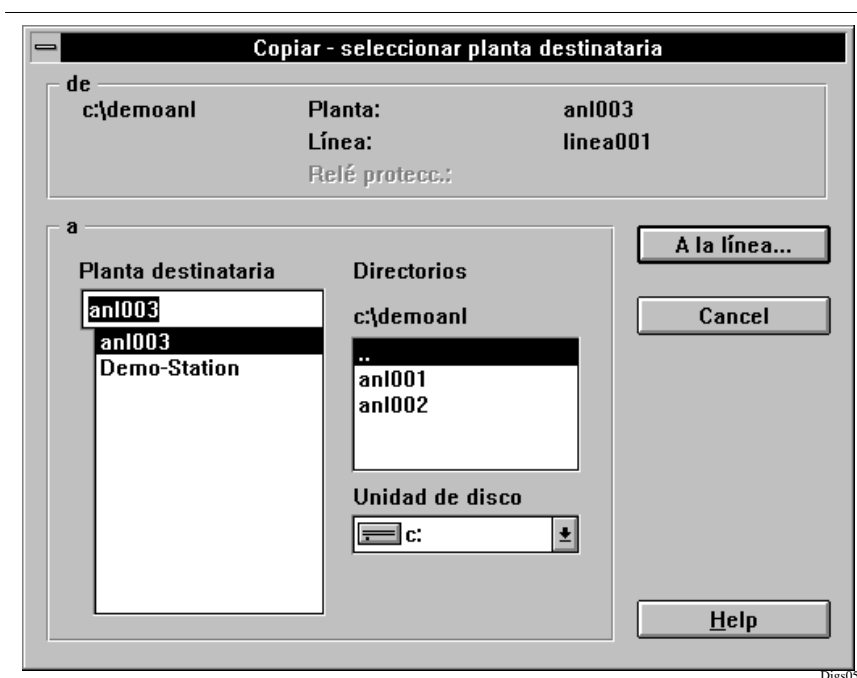 Copiar - seleccionar planta destinataria
de
c:\demoanl Planta: anl003
Línea: linea001
Relé protecc.:
a
Planta destinataria
anl003
anl003
Demo-Station
Directorios
c:\demoanl
..
anl001
anl002
Unidad de disco
c:
A la línea...
Cancel
Help
Digs05